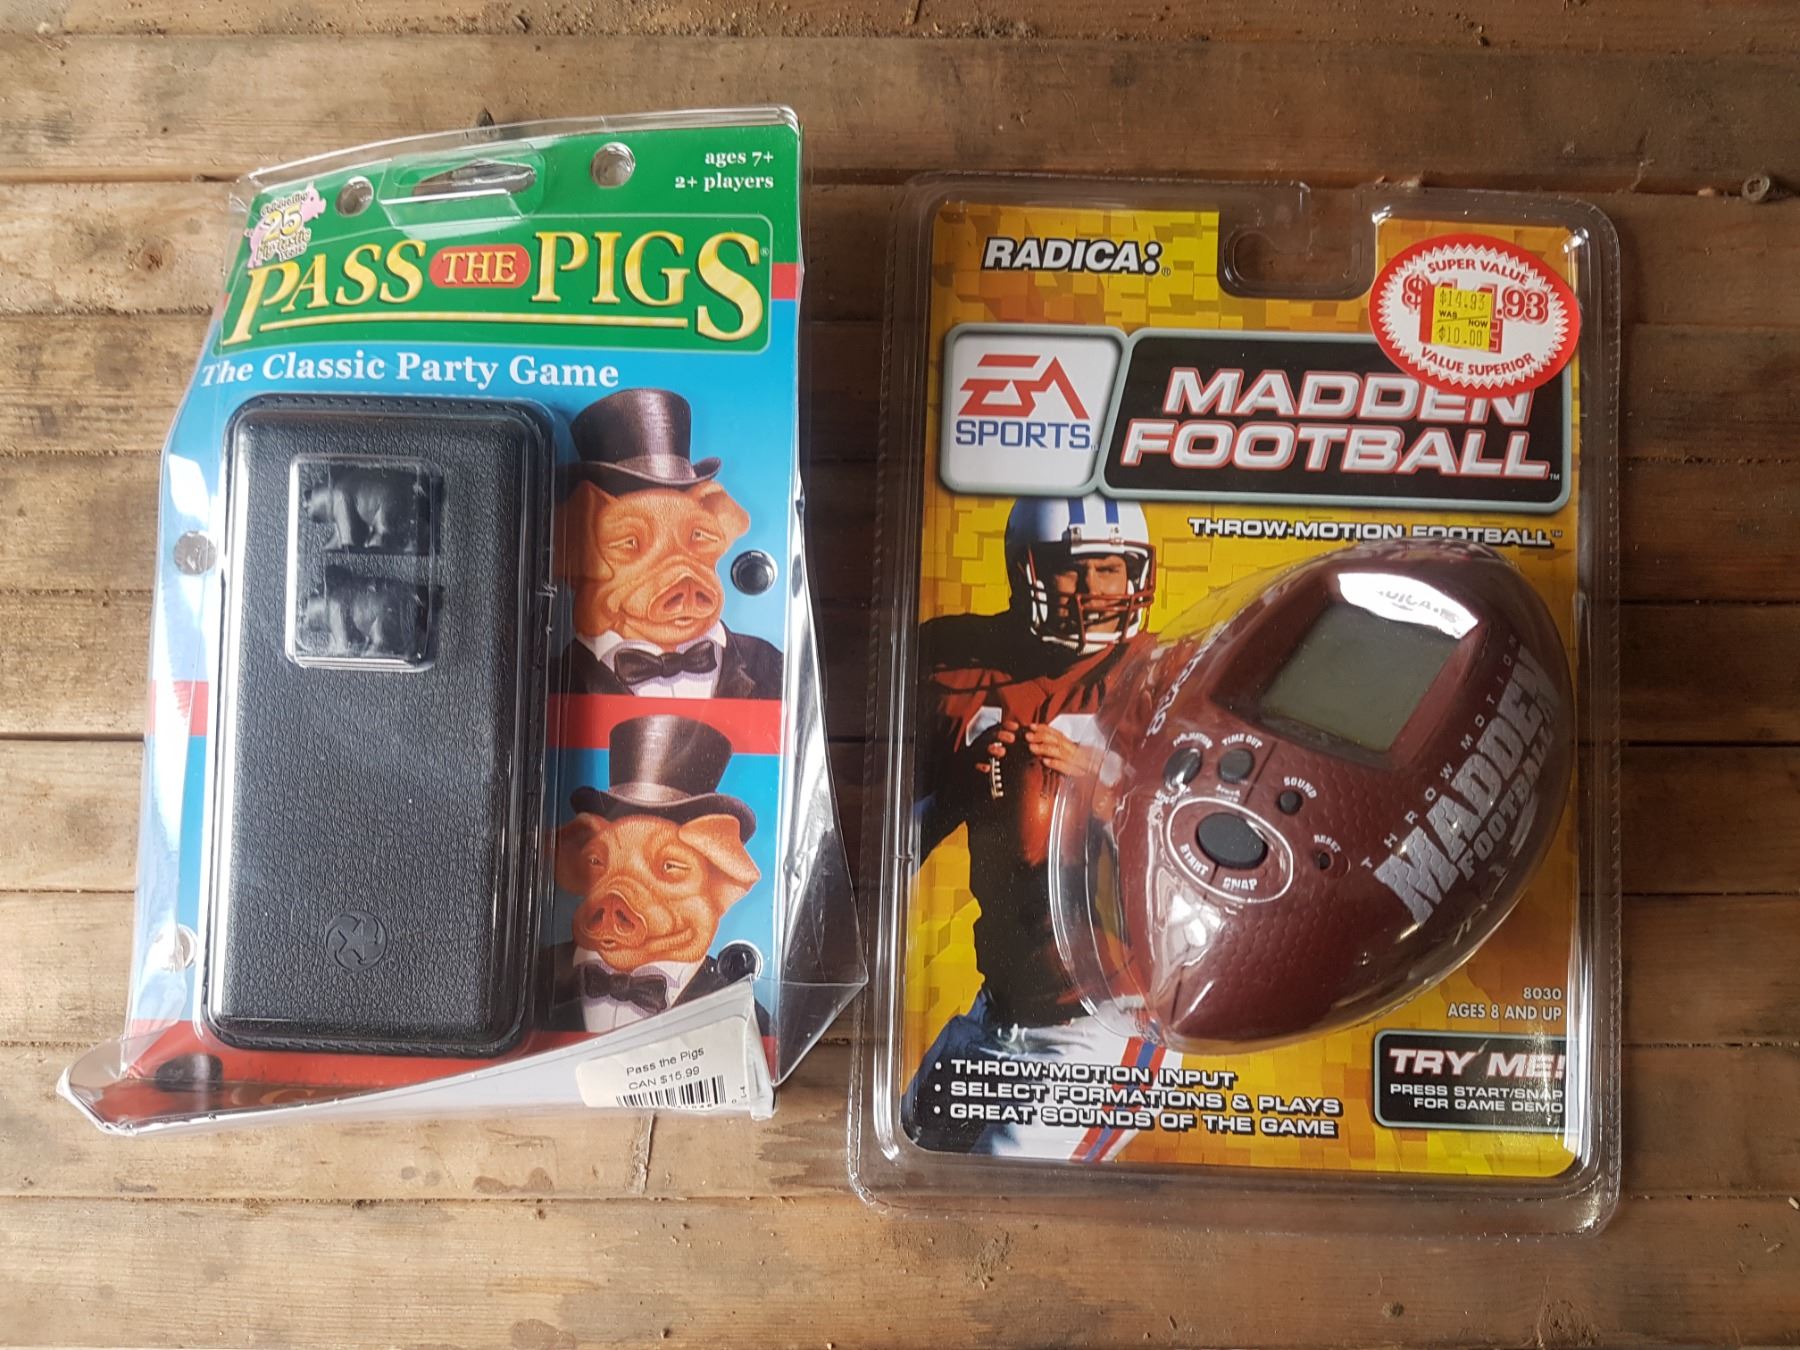 ages 7+
2+ players
25
PASS THE PIGS®
The Classic Party Game
Pass the Pigs
CAN $15.99
RADICA:®
SUPER VALUE
$14.93
WAS
NOW
$10.00
VALUE SUPERIOR
EA
SPORTS
MADDEN
FOOTBALL™
THROW-MOTION FOOTBALL™
RADICA:
TIME OUT
SOUND
RESET
START
SNAP
THROW MOTION
MADDEN
FOOTBALL
8030
AGES 8 AND UP
• THROW-MOTION INPUT
• SELECT FORMATIONS & PLAYS
• GREAT SOUNDS OF THE GAME
TRY ME!
PRESS START/SNAP
FOR GAME DEMO